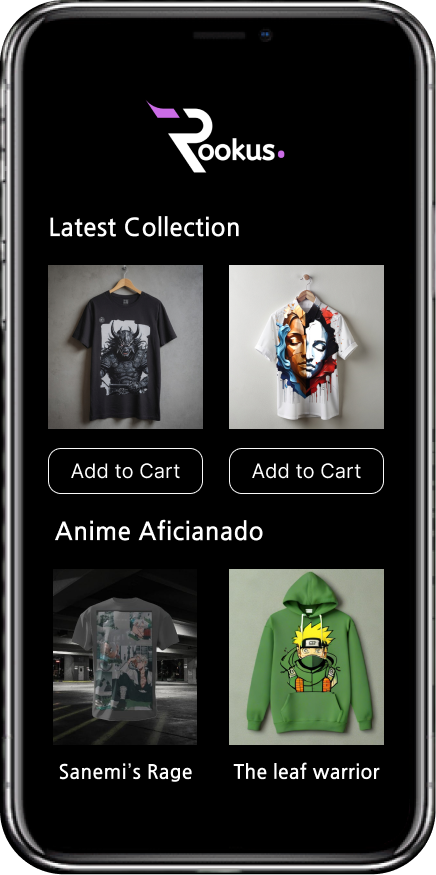 Rookus.
Latest Collection
Add to Cart
Add to Cart
Anime Aficianado
Sanemi's Rage
The leaf warrior